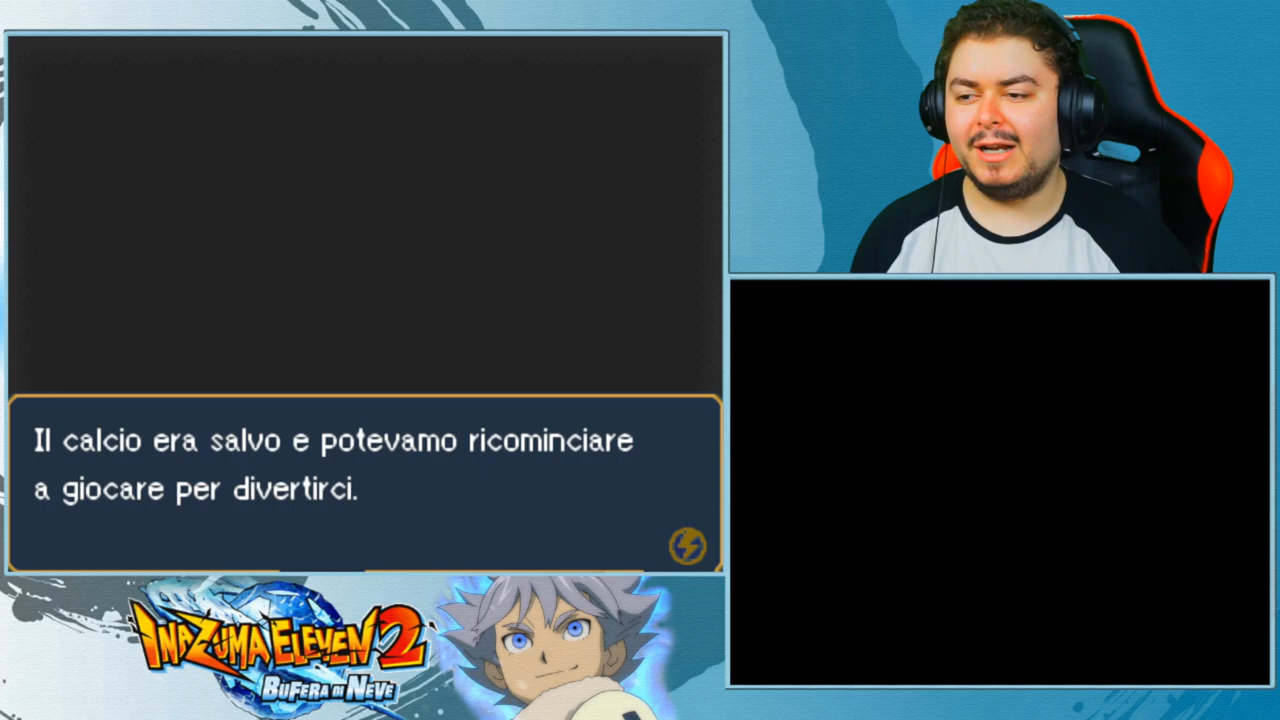 Il calcio era salvo e potevamo ricominciare
a giocare per divertirci.
INAZUMA ELEVEN 2
BUFERA DI NEVE